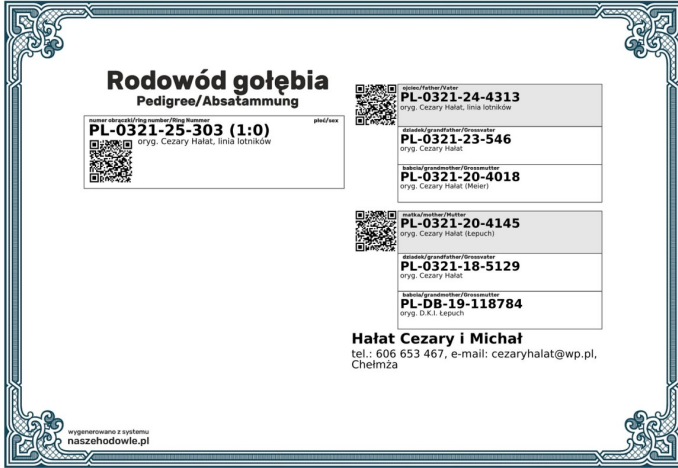 Rodowód gołębia
Pedigree/Absatammung
numer obrączki/ring number/Ring Nummer płeć/sex
PL-0321-25-303 (1:0)
oryg. Cezary Hałat, linia lotników
ojciec/father/Vater
PL-0321-24-4313
oryg. Cezary Hałat, linia lotników
dziadek/grandfather/Grossvater
PL-0321-23-546
oryg. Cezary Hałat
babcia/grandmother/Grossmutter
PL-0321-20-4018
oryg. Cezary Hałat (Meier)
matka/mother/Mutter
PL-0321-20-4145
oryg. Cezary Hałat (Łepuch)
dziadek/grandfather/Grossvater
PL-0321-18-5129
oryg. Cezary Hałat
babcia/grandmother/Grossmutter
PL-DB-19-118784
oryg. D.K.I. Łepuch
Hałat Cezary i Michał
tel.: 606 653 467, e-mail: cezaryhalat@wp.pl,
Chełmża
wygenerowano z systemu
naszehodowle.pl